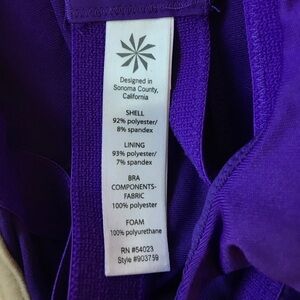 Designed in
Sonoma County,
California
SHELL
92% polyester/
8% spandex
LINING
93% polyester/
7% spandex
BRA
COMPONENTS-
FABRIC
100% polyester
FOAM
100% polyurethane
RN #54023
Style #903759